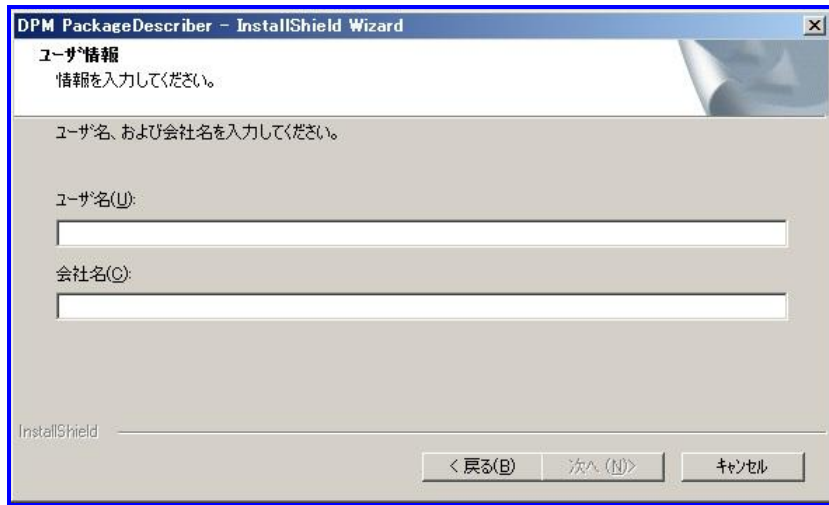 DPM PackageDescriber - InstallShield Wizard
ユーザ情報
情報を入力してください。
ユーザ名、および会社名を入力してください。
ユーザ名(U):
会社名(C):
InstallShield
< 戻る(B)
次へ (N)>
キャンセル